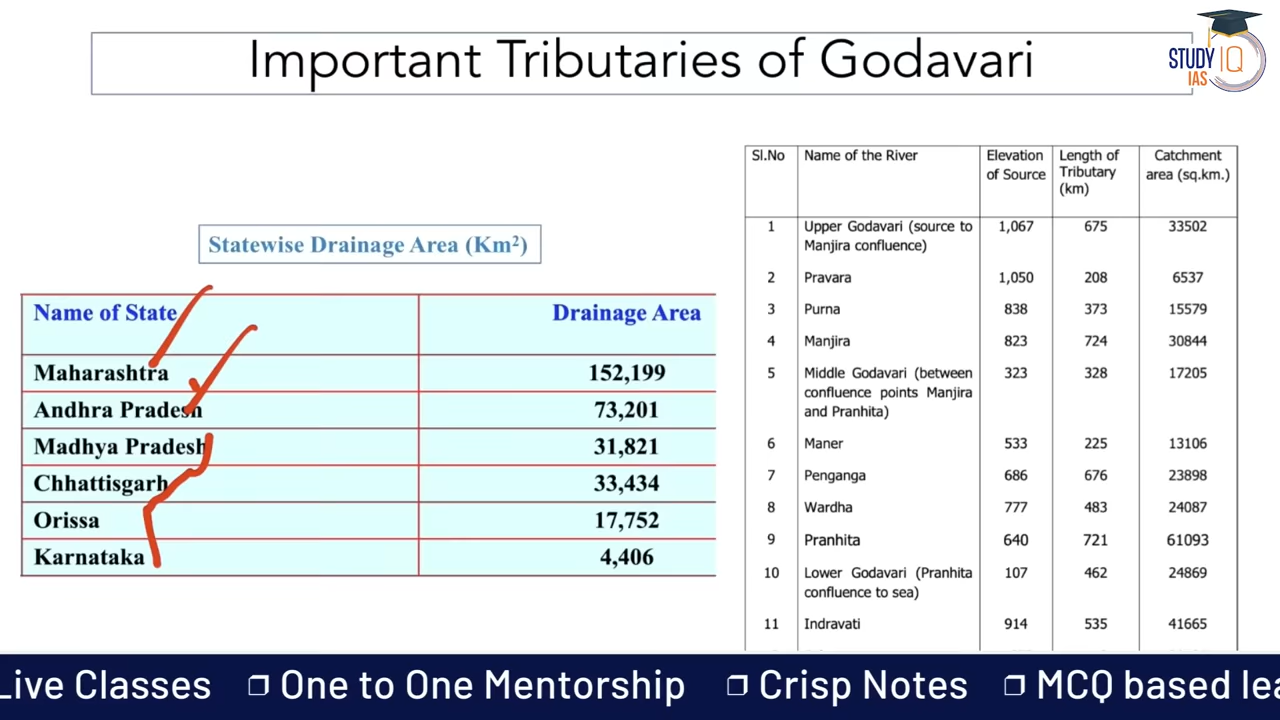 Important Tributaries of Godavari
STUDY IQ
IAS
Statewise Drainage Area (Km²)
Name of State Drainage Area
Maharashtra 152,199
Andhra Pradesh 73,201
Madhya Pradesh 31,821
Chhattisgarh 33,434
Orissa 17,752
Karnataka 4,406
Sl.No Name of the River Elevation Length of Catchment
of Source Tributary area (sq.km.)
(km)
1 Upper Godavari (source to 1,067 675 33502
Manjira confluence)
2 Pravara 1,050 208 6537
3 Purna 838 373 15579
4 Manjira 823 724 30844
5 Middle Godavari (between 323 328 17205
confluence points Manjira
and Pranhita)
6 Maner 533 225 13106
7 Penganga 686 676 23898
8 Wardha 777 483 24087
9 Pranhita 640 721 61093
10 Lower Godavari (Pranhita 107 462 24869
confluence to sea)
11 Indravati 914 535 41665
Live Classes ❐ One to One Mentorship ❐ Crisp Notes ❐ MCQ based lea